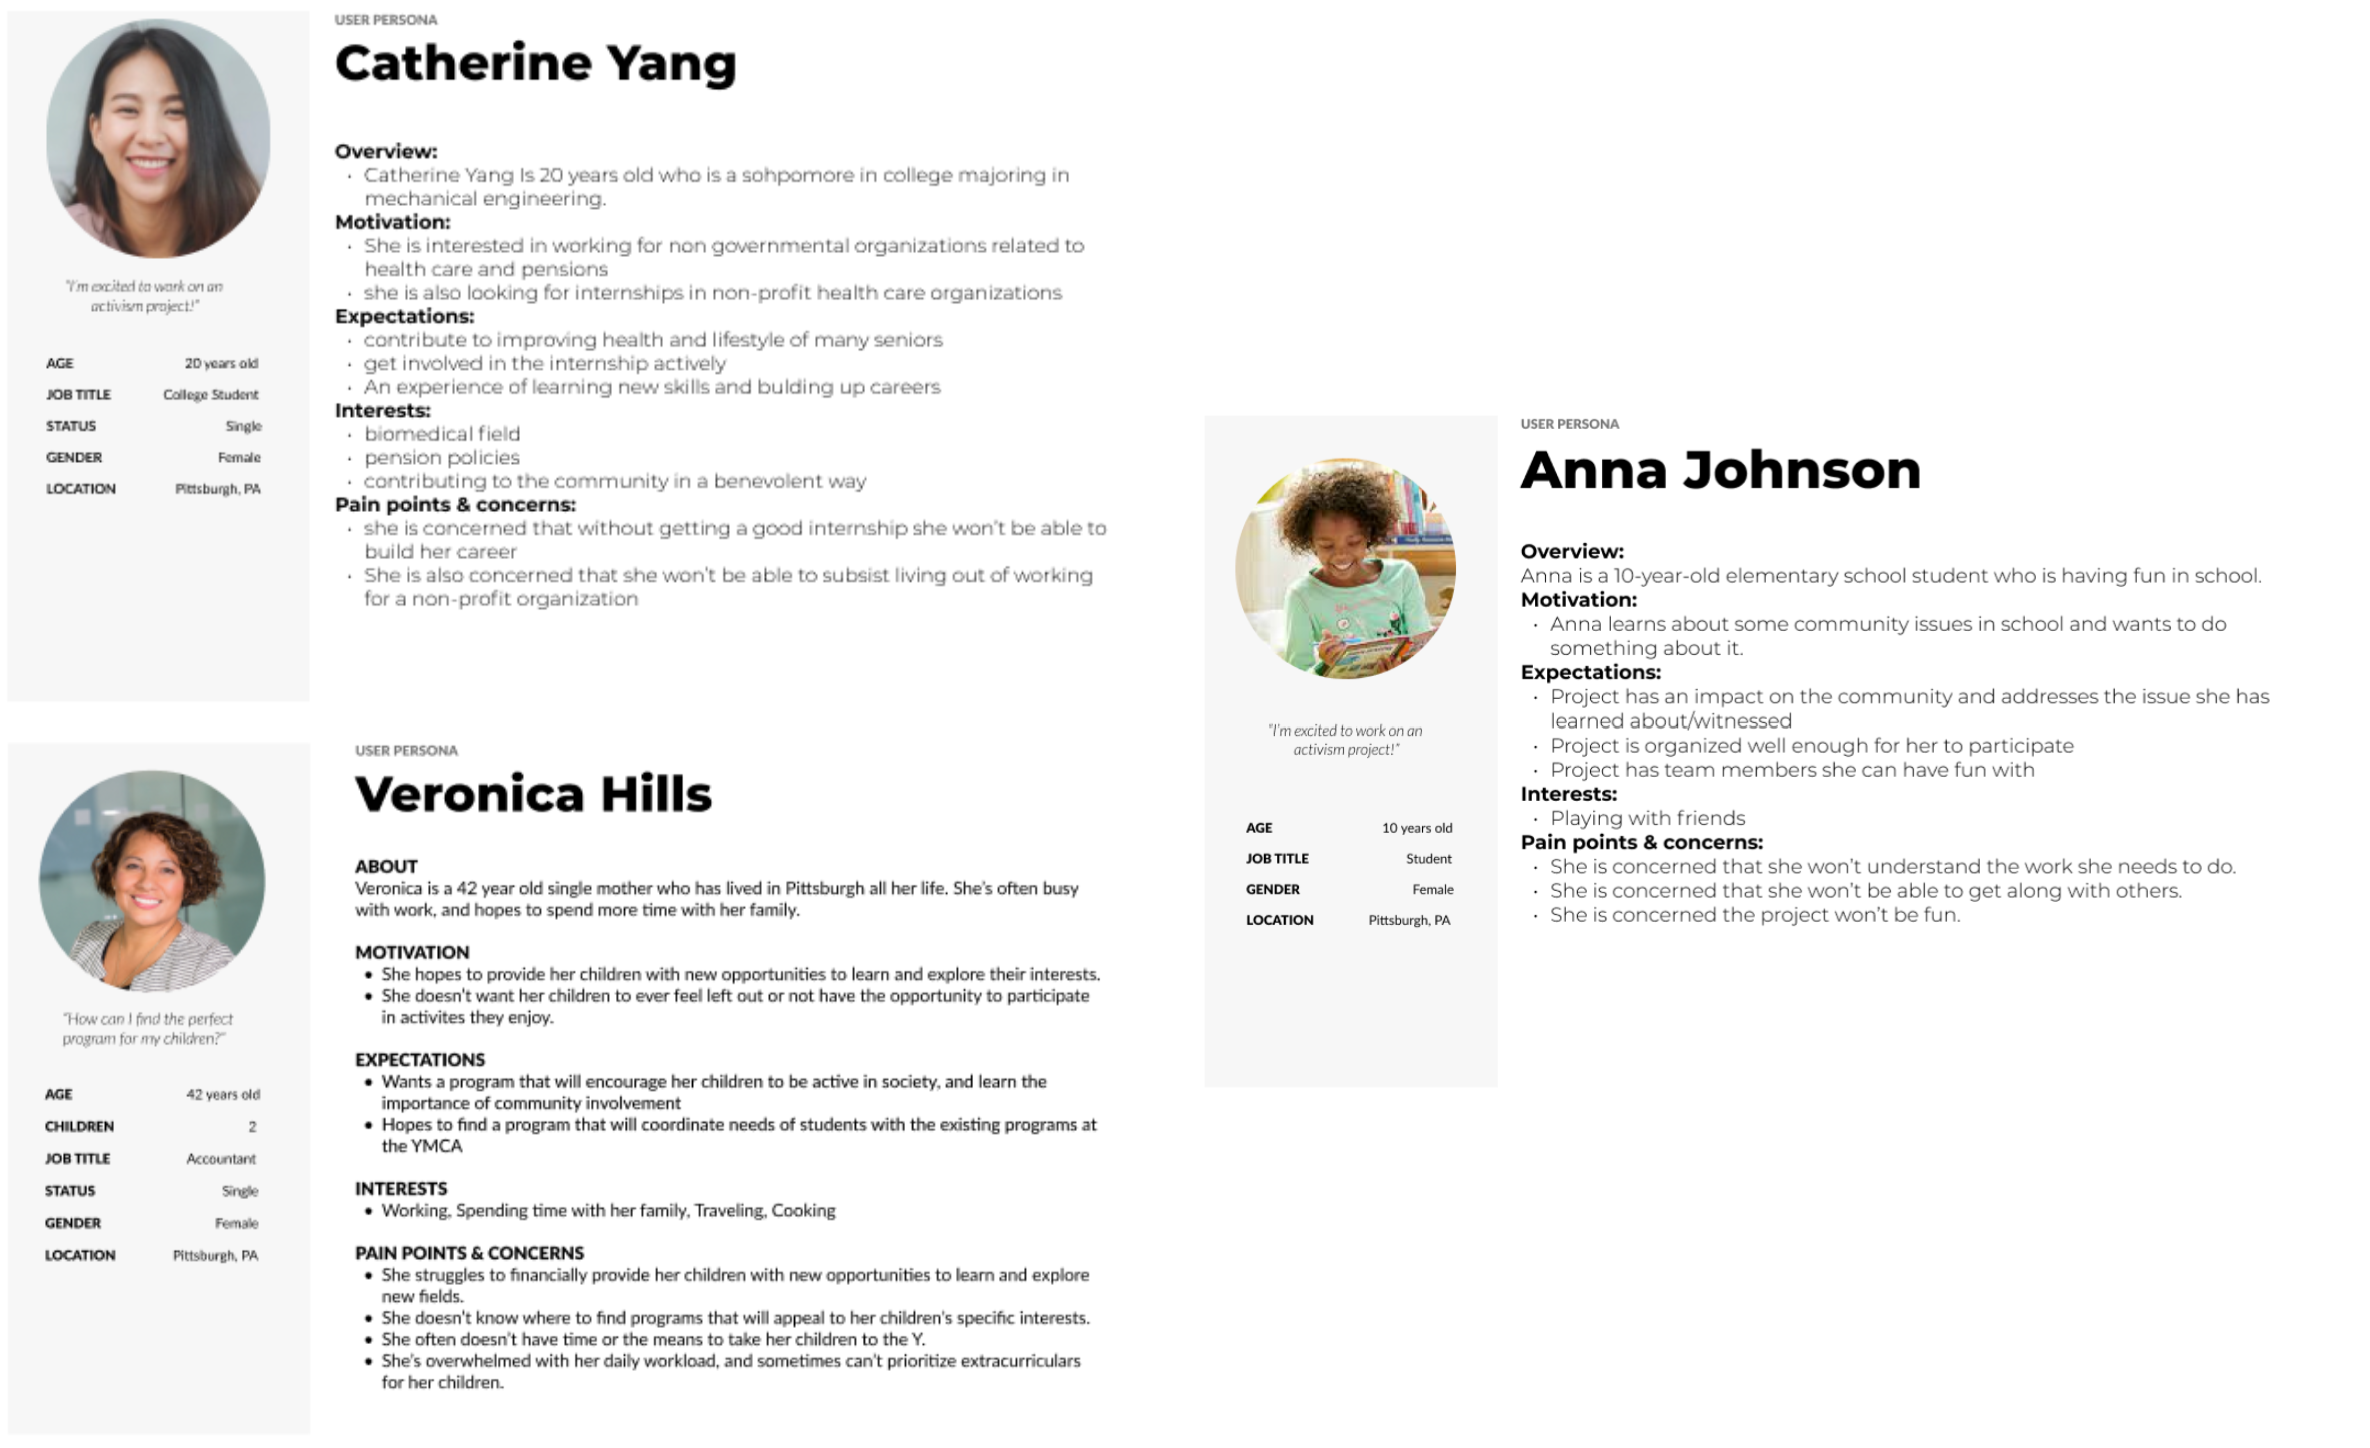 USER PERSONA
Catherine Yang
"I'm excited to work on an
activism project!"
AGE 20 years old
JOB TITLE College Student
STATUS Single
GENDER Female
LOCATION Pittsburgh, PA
Overview:
· Catherine Yang Is 20 years old who is a sohpomore in college majoring in
mechanical engineering.
Motivation:
· She is interested in working for non governmental organizations related to
health care and pensions
· she is also looking for internships in non-profit health care organizations
Expectations:
· contribute to improving health and lifestyle of many seniors
· get involved in the internship actively
· An experience of learning new skills and bulding up careers
Interests:
· biomedical field
· pension policies
· contributing to the community in a benevolent way
Pain points & concerns:
· she is concerned that without getting a good internship she won't be able to
build her career
· She is also concerned that she won't be able to subsist living out of working
for a non-profit organization
USER PERSONA
Veronica Hills
"How can I find the perfect
program for my children?"
AGE 42 years old
CHILDREN 2
JOB TITLE Accountant
STATUS Single
GENDER Female
LOCATION Pittsburgh, PA
ABOUT
Veronica is a 42 year old single mother who has lived in Pittsburgh all her life. She's often busy
with work, and hopes to spend more time with her family.
MOTIVATION
• She hopes to provide her children with new opportunities to learn and explore their interests.
• She doesn't want her children to ever feel left out or not have the opportunity to participate
in activites they enjoy.
EXPECTATIONS
• Wants a program that will encourage her children to be active in society, and learn the
importance of community involvement
• Hopes to find a program that will coordinate needs of students with the existing programs at
the YMCA
INTERESTS
• Working, Spending time with her family, Traveling, Cooking
PAIN POINTS & CONCERNS
• She struggles to financially provide her children with new opportunities to learn and explore
new fields.
• She doesn't know where to find programs that will appeal to her children's specific interests.
• She often doesn't have time or the means to take her children to the Y.
• She's overwhelmed with her daily workload, and sometimes can't prioritize extracurriculars
for her children.
USER PERSONA
Anna Johnson
"I'm excited to work on an
activism project!"
AGE 10 years old
JOB TITLE Student
GENDER Female
LOCATION Pittsburgh, PA
Overview:
Anna is a 10-year-old elementary school student who is having fun in school.
Motivation:
· Anna learns about some community issues in school and wants to do
something about it.
Expectations:
· Project has an impact on the community and addresses the issue she has
learned about/witnessed
· Project is organized well enough for her to participate
· Project has team members she can have fun with
Interests:
· Playing with friends
Pain points & concerns:
· She is concerned that she won't understand the work she needs to do.
· She is concerned that she won't be able to get along with others.
· She is concerned the project won't be fun.